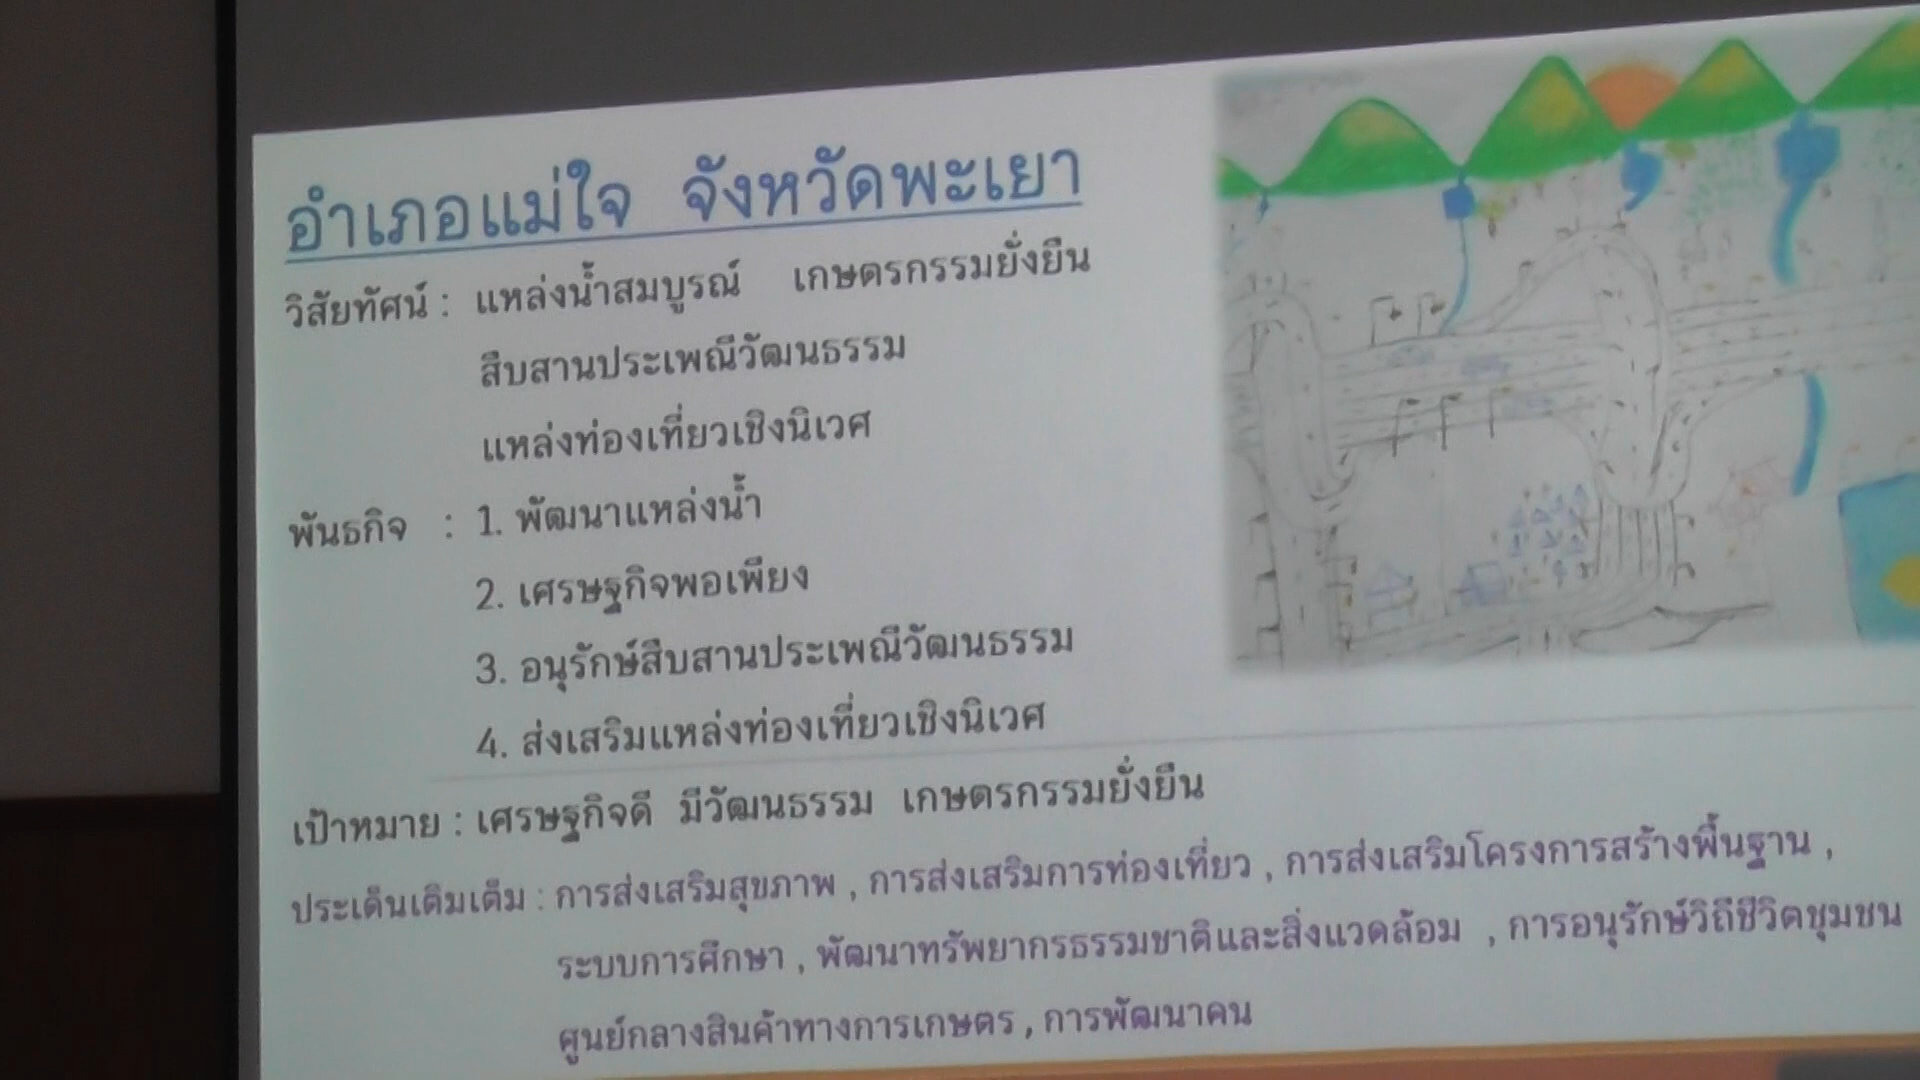 อำเภอแม่ใจ จังหวัดพะเยา
วิสัยทัศน์ : แหล่งน้ำสมบูรณ์ เกษตรกรรมยั่งยืน
สืบสานประเพณีวัฒนธรรม
แหล่งท่องเที่ยวเชิงนิเวศ
พันธกิจ : 1. พัฒนาแหล่งน้ำ
2. เศรษฐกิจพอเพียง
3. อนุรักษ์สืบสานประเพณีวัฒนธรรม
4. ส่งเสริมแหล่งท่องเที่ยวเชิงนิเวศ
เป้าหมาย : เศรษฐกิจดี มีวัฒนธรรม เกษตรกรรมยั่งยืน
ประเด็นเติมเต็ม : การส่งเสริมสุขภาพ , การส่งเสริมการท่องเที่ยว , การส่งเสริมโครงการสร้างพื้นฐาน ,
ระบบการศึกษา , พัฒนาทรัพยากรธรรมชาติและสิ่งแวดล้อม , การอนุรักษ์วิถีชีวิตชุมชน
ศูนย์กลางสินค้าทางการเกษตร , การพัฒนาคน